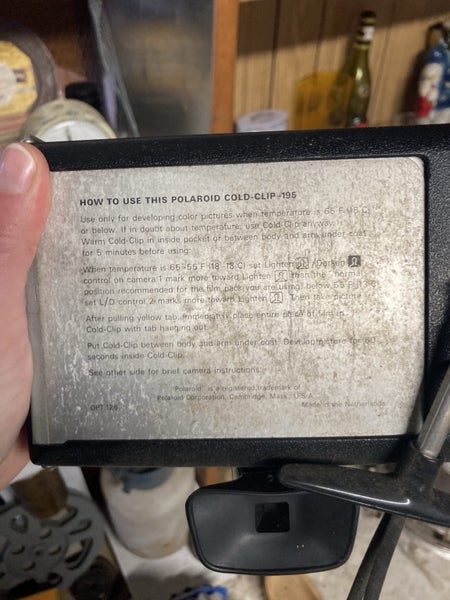 HOW TO USE THIS POLAROID COLD-CLIP #195
Use only for developing color pictures when temperature is 65°F (18°C)
or below. If in doubt about temperature, use Cold-Clip anyway.
Warm Cold-Clip in inside pocket or between body and arm under coat
for 5 minutes before using.
When temperature is 65-55°F (18-13°C) set Lighten /Darken
control on camera 1 mark more toward Lighten than the normal
position recommended for the film pack you are using; below 55°F
set L/D control 2 marks more toward Lighten . Then take picture.
After pulling yellow tab, immediately place entire piece of film in
Cold-Clip with tab hanging out.
Put Cold-Clip between body and arm under coat. Develop picture for 60
seconds inside Cold-Clip.
See other side for brief camera instructions.
"Polaroid" is a registered trademark of
Polaroid Corporation, Cambridge, Mass., U.S.A.
OPT 126
Made in the Netherlands